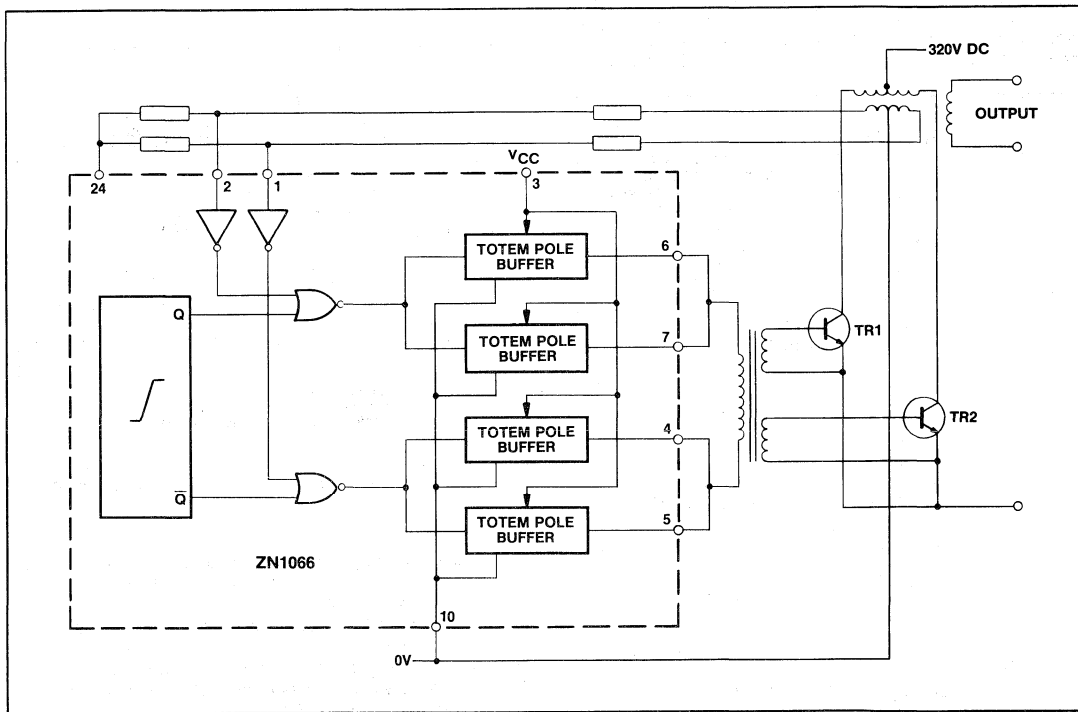 320V DC
OUTPUT
VCC
24
2
1
3
TOTEM POLE
BUFFER
6
Q
TOTEM POLE
BUFFER
7
TR1
TOTEM POLE
BUFFER
4
TR2
Q̅
TOTEM POLE
BUFFER
5
ZN1066
10
0V